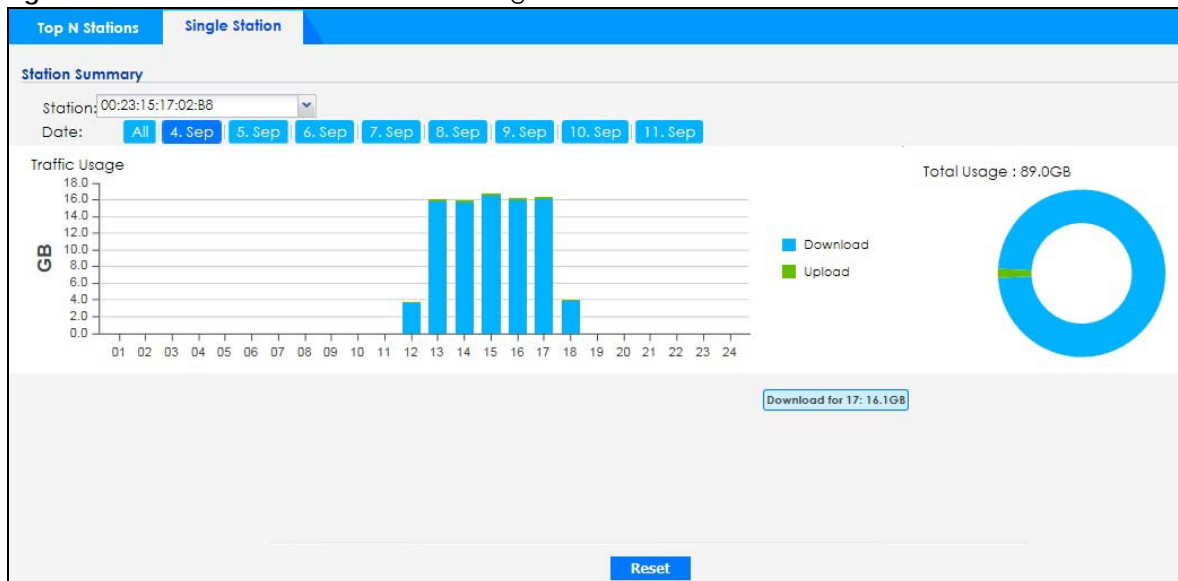 Top N Stations Single Station
Station Summary
Station: 00:23:15:17:02:B8
Date: All 4. Sep 5. Sep 6. Sep 7. Sep 8. Sep 9. Sep 10. Sep 11. Sep
Traffic Usage
Total Usage : 89.0GB
18.0
16.0
14.0
12.0
10.0
8.0
6.0
4.0
2.0
0.0
GB
01 02 03 04 05 06 07 08 09 10 11 12 13 14 15 16 17 18 19 20 21 22 23 24
Download
Upload
Download for 17: 16.1GB
Reset